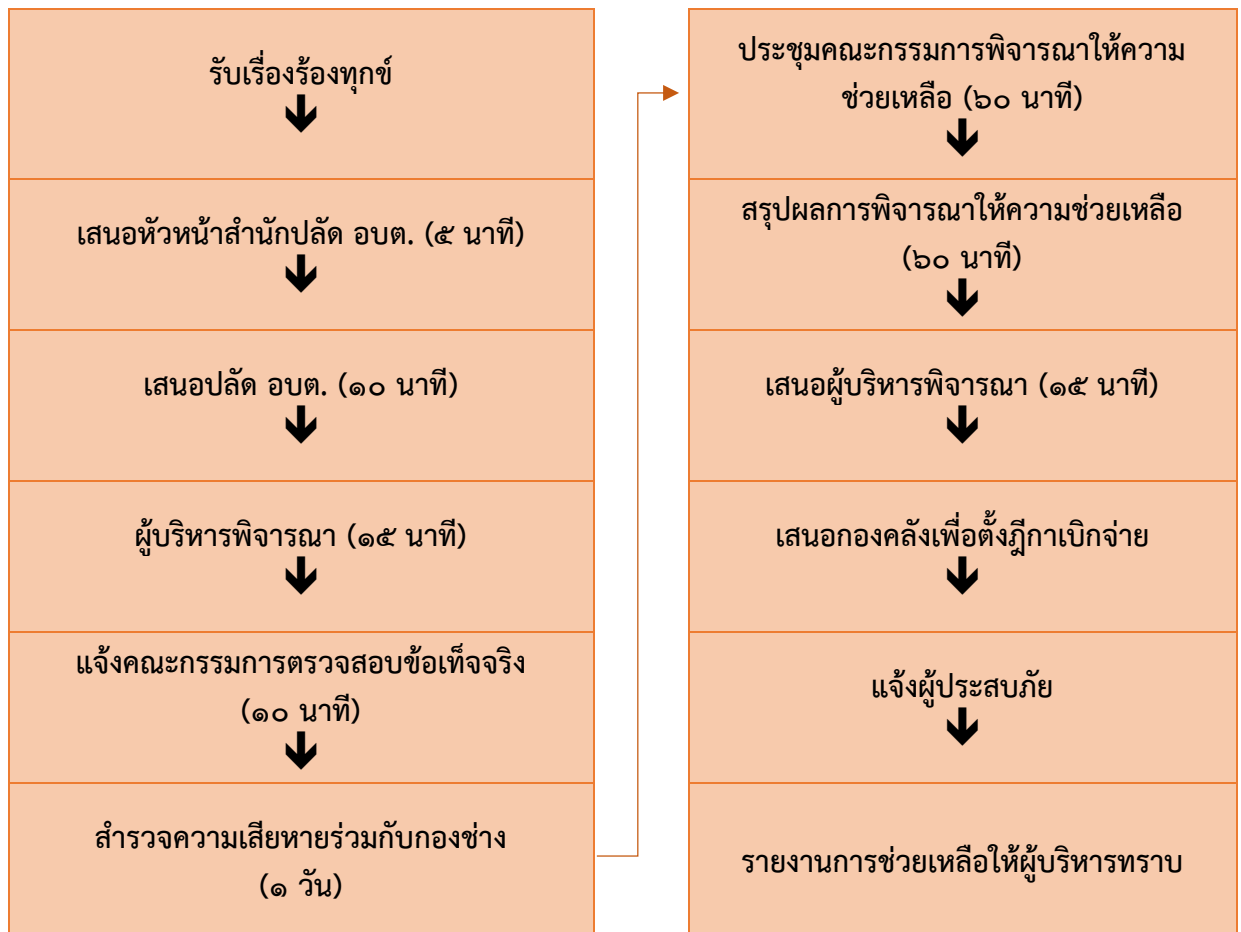 รับเรื่องร้องทุกข์
เสนอหัวหน้าสำนักปลัด อบต. (๕ นาที)
เสนอปลัด อบต. (๑๐ นาที)
ผู้บริหารพิจารณา (๑๕ นาที)
แจ้งคณะกรรมการตรวจสอบข้อเท็จจริง
(๑๐ นาที)
สำรวจความเสียหายร่วมกับกองช่าง
(๑ วัน)
ประชุมคณะกรรมการพิจารณาให้ความ
ช่วยเหลือ (๖๐ นาที)
สรุปผลการพิจารณาให้ความช่วยเหลือ
(๖๐ นาที)
เสนอผู้บริหารพิจารณา (๑๕ นาที)
เสนอกองคลังเพื่อตั้งฎีกาเบิกจ่าย
แจ้งผู้ประสบภัย
รายงานการช่วยเหลือให้ผู้บริหารทราบ